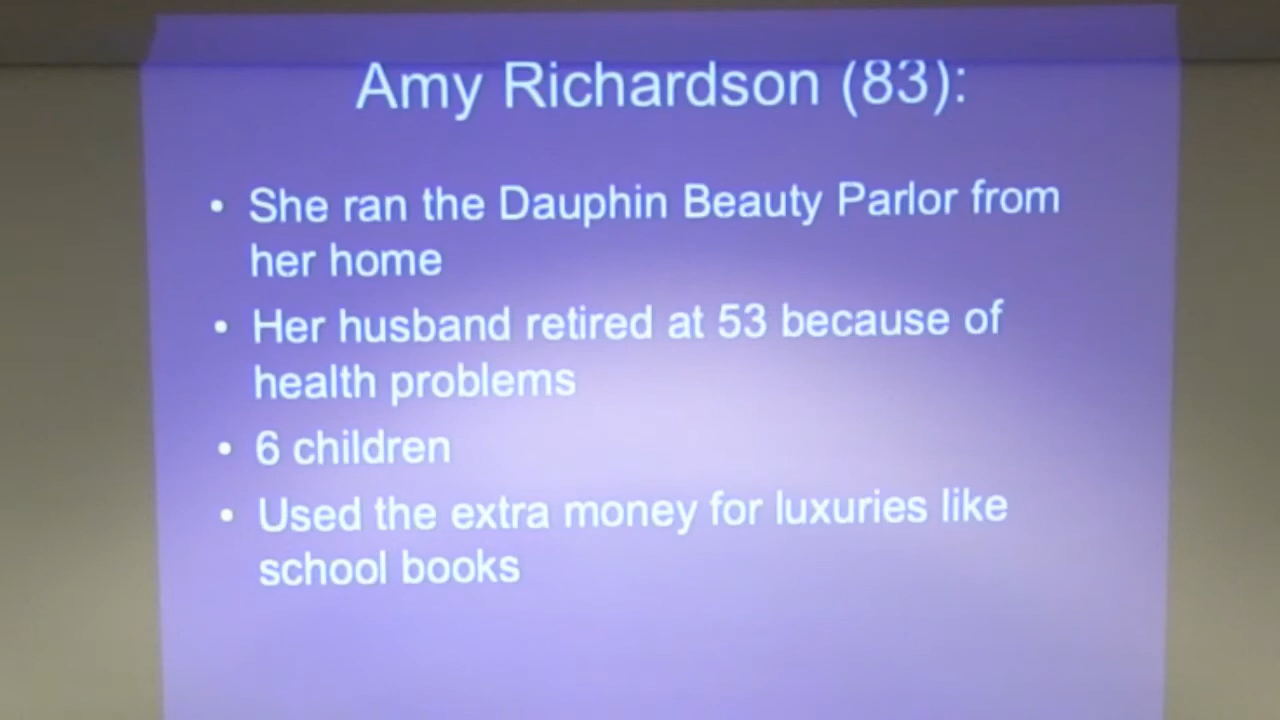 Amy Richardson (83):
• She ran the Dauphin Beauty Parlor from
her home
• Her husband retired at 53 because of
health problems
• 6 children
• Used the extra money for luxuries like
school books